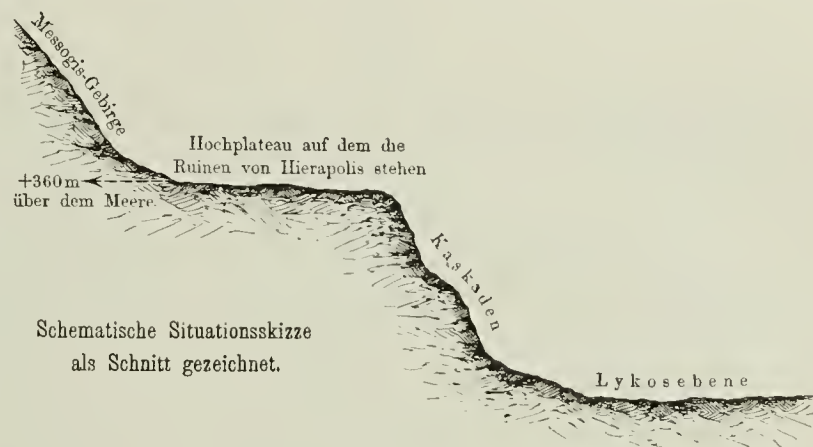 Messogis-Gebirge
Hochplateau auf dem die
Ruinen von Hierapolis stehen
+360 m
über dem Meere.
Kaskaden
Schematische Situationsskizze
als Schnitt gezeichnet.
Lykosebene